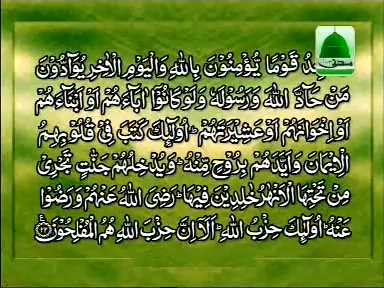 تَجِدُ قَوْمًا يُّؤْمِنُوْنَ بِاللّٰهِ وَالْيَوْمِ الْاٰخِرِ يُوَآدُّوْنَ
مَنْ حَآدَّ اللّٰهَ وَرَسُوْلَهٗ وَلَوْ كَانُوْۤا اٰبَآءَهُمْ اَوْ اَبْنَآءَهُمْ
اَوْ اِخْوَانَهُمْ اَوْ عَشِيْرَتَهُمْ ؕ اُولٰٓئِكَ كَتَبَ فِيْ قُلُوْبِهِمُ
الْاِيْمَانَ وَاَيَّدَهُمْ بِرُوْحٍ مِّنْهُ ؕ وَيُدْخِلُهُمْ جَنّٰتٍ تَجْرِيْ
مِنْ تَحْتِهَا الْاَنْهٰرُ خٰلِدِيْنَ فِيْهَا ؕ رَضِيَ اللّٰهُ عَنْهُمْ وَرَضُوْا
عَنْهُ ؕ اُولٰٓئِكَ حِزْبُ اللّٰهِ ؕ اَلَاۤ اِنَّ حِزْبَ اللّٰهِ هُمُ الْمُفْلِحُوْنَ ﴿۲۲﴾